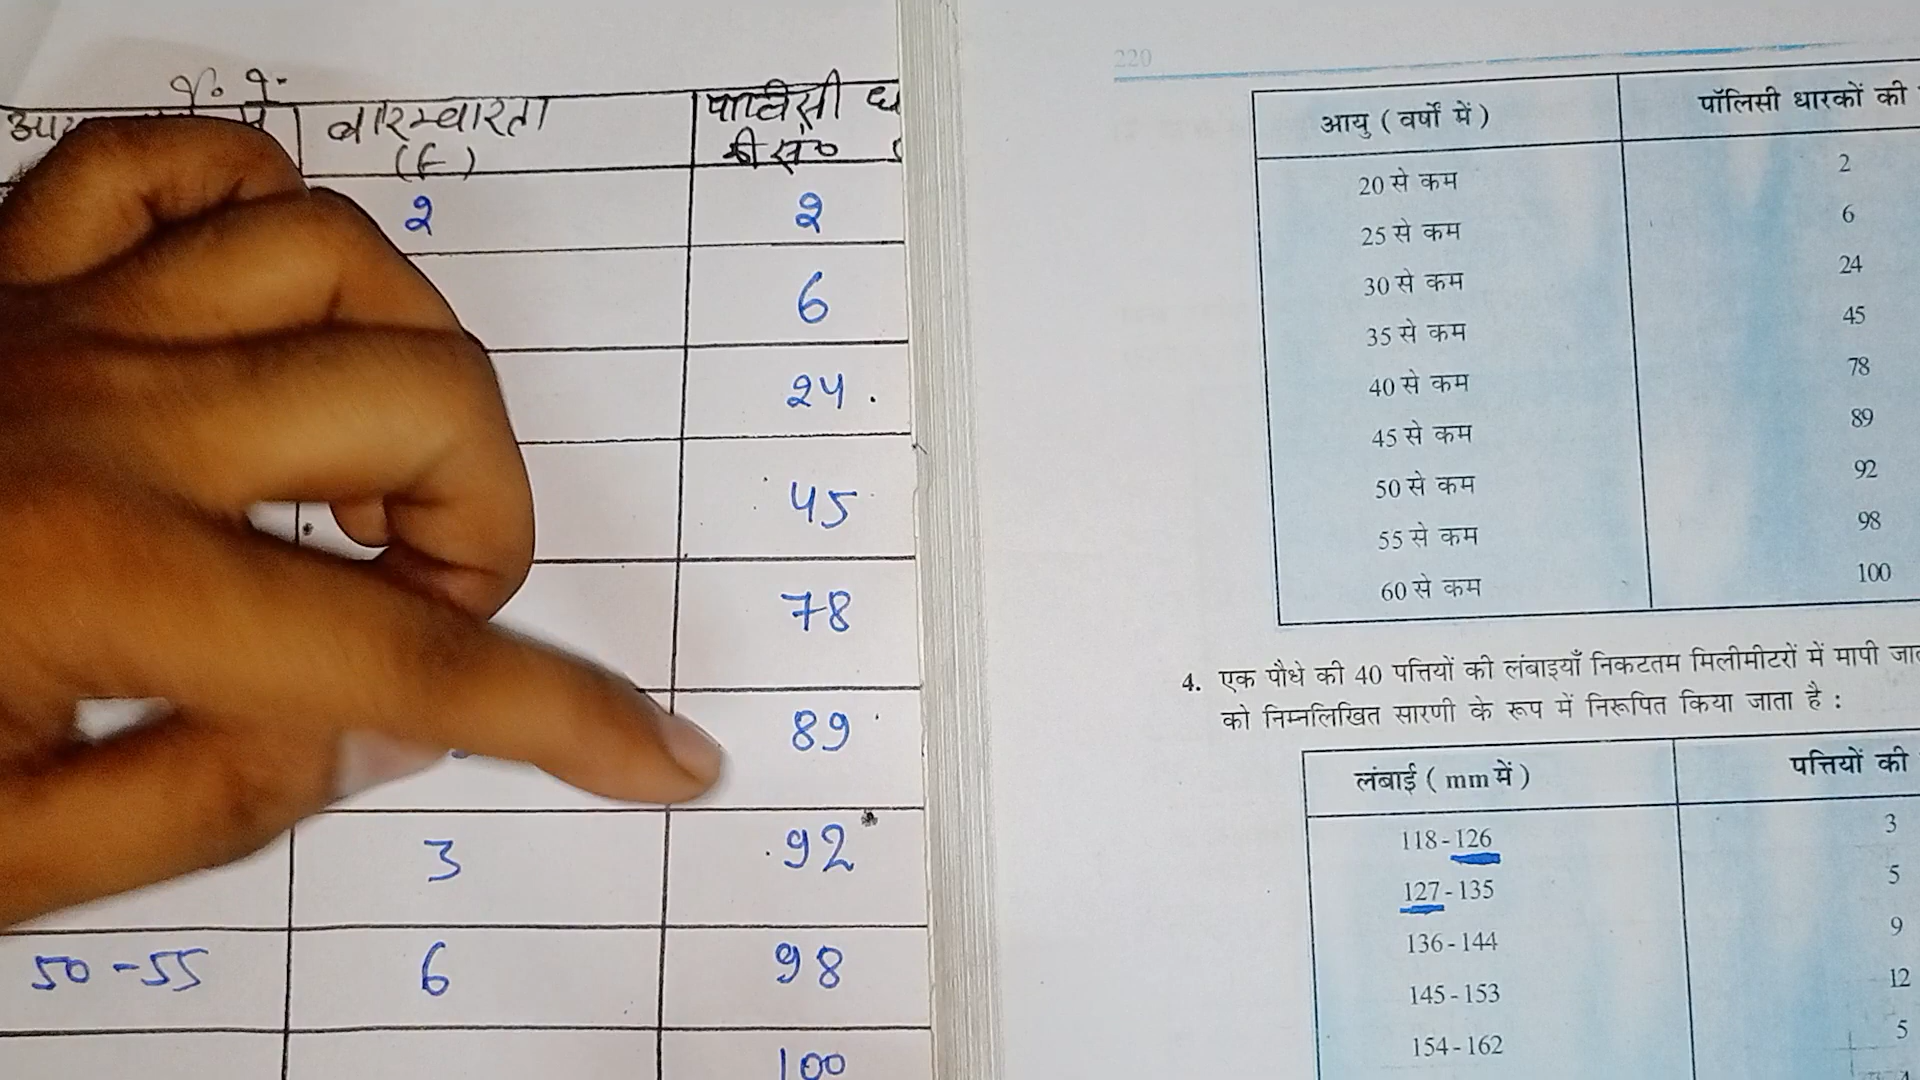 बारम्बारता
(f)
पालिसी
की सं०
2 2
6
24.
45
78
89
3 92
50-55 6 98
100
220
आयु ( वर्षों में ) पॉलिसी धारकों की
20 से कम 2
25 से कम 6
30 से कम 24
35 से कम 45
40 से कम 78
45 से कम 89
50 से कम 92
55 से कम 98
60 से कम 100
4. एक पौधे की 40 पत्तियों की लंबाइयाँ निकटतम मिलीमीटरों में मापी
को निम्नलिखित सारणी के रूप में निरूपित किया जाता है :
लंबाई ( mm में ) पत्तियों की
118-126 3
127-135 5
136-144 9
145-153 12
154-162 5